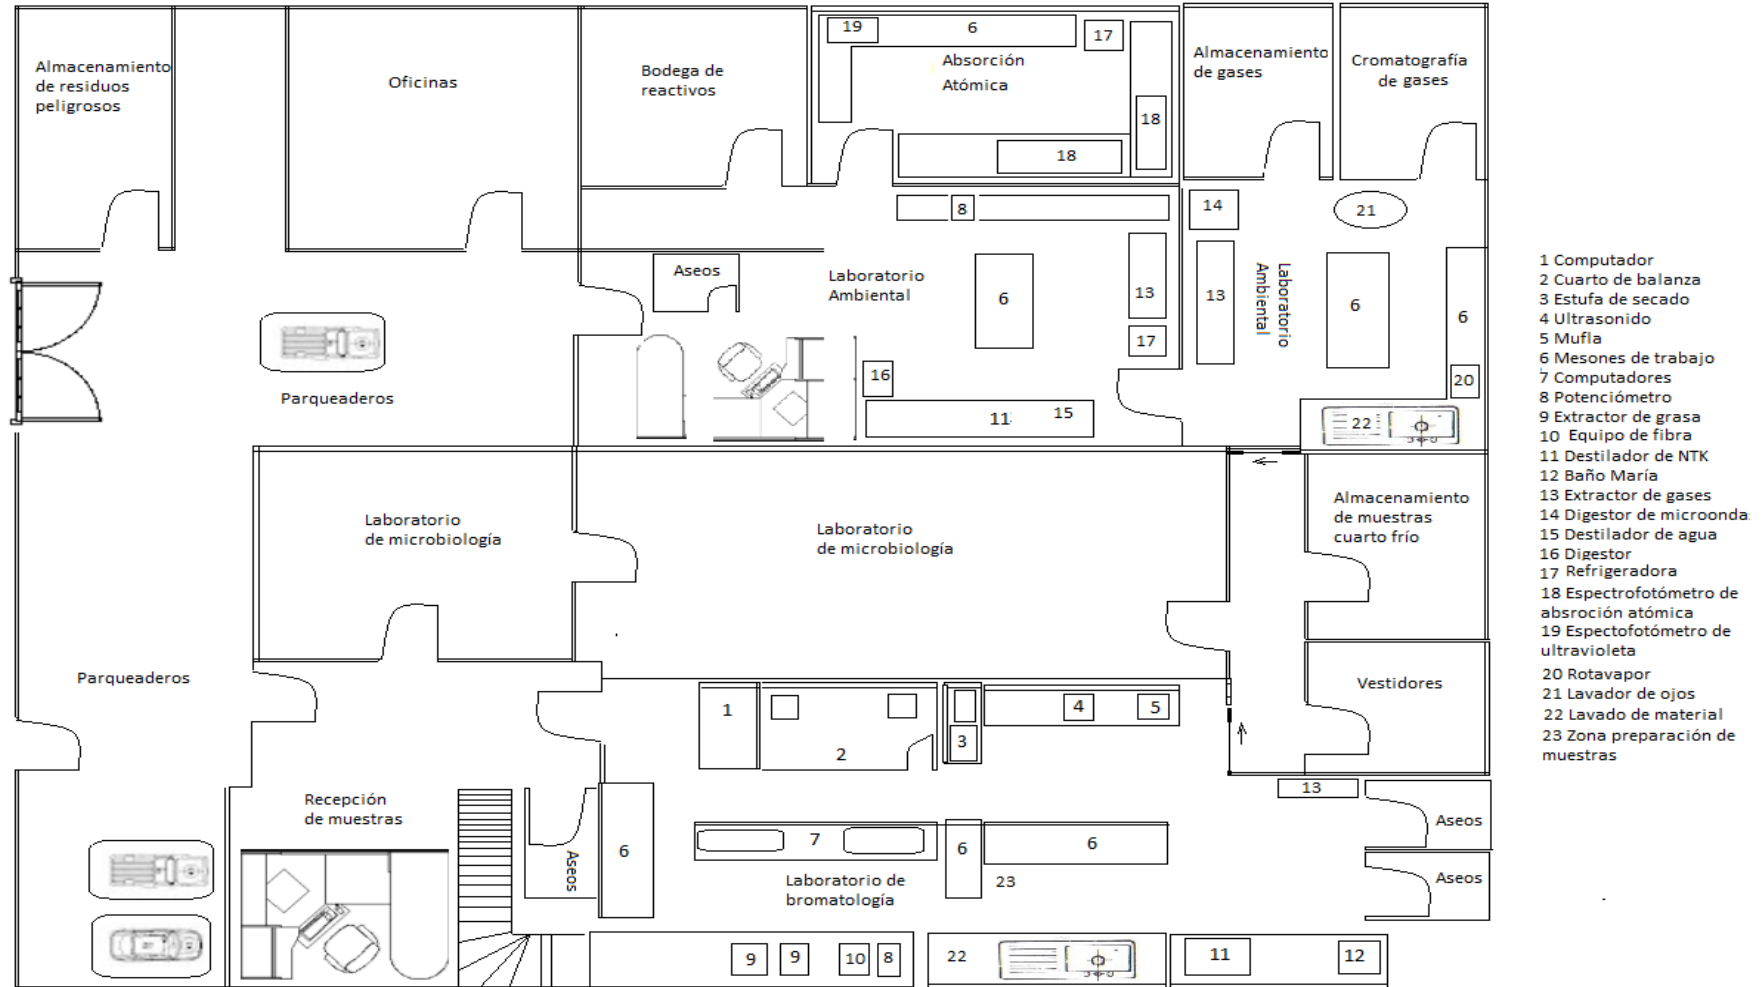 Almacenamiento
de residuos
peligrosos
Oficinas
Bodega de
reactivos
19
6
17
Absorción
Atómica
18
18
Almacenamiento
de gases
Cromatografía
de gases
8
14
21
Aseos
Laboratorio
Ambiental
6
13
17
13
Laboratorio
Ambiental
6
6
20
16
11
15
22
Parqueaderos
Laboratorio
de microbiología
Laboratorio
de microbiología
Almacenamiento
de muestras
cuarto frío
Parqueaderos
Vestidores
1
2
3
4
5
Recepción
de muestras
Aseos
6
7
6
6
23
13
Aseos
Aseos
Laboratorio de
bromatología
9
9
10
8
22
11
12
1 Computador
2 Cuarto de balanza
3 Estufa de secado
4 Ultrasonido
5 Mufla
6 Mesones de trabajo
7 Computadores
8 Potenciómetro
9 Extractor de grasa
10 Equipo de fibra
11 Destilador de NTK
12 Baño María
13 Extractor de gases
14 Digestor de microonda
15 Destilador de agua
16 Digestor
17 Refrigeradora
18 Espectrofotómetro de
absroción atómica
19 Espectofotómetro de
ultravioleta
20 Rotavapor
21 Lavador de ojos
22 Lavado de material
23 Zona preparación de
muestras